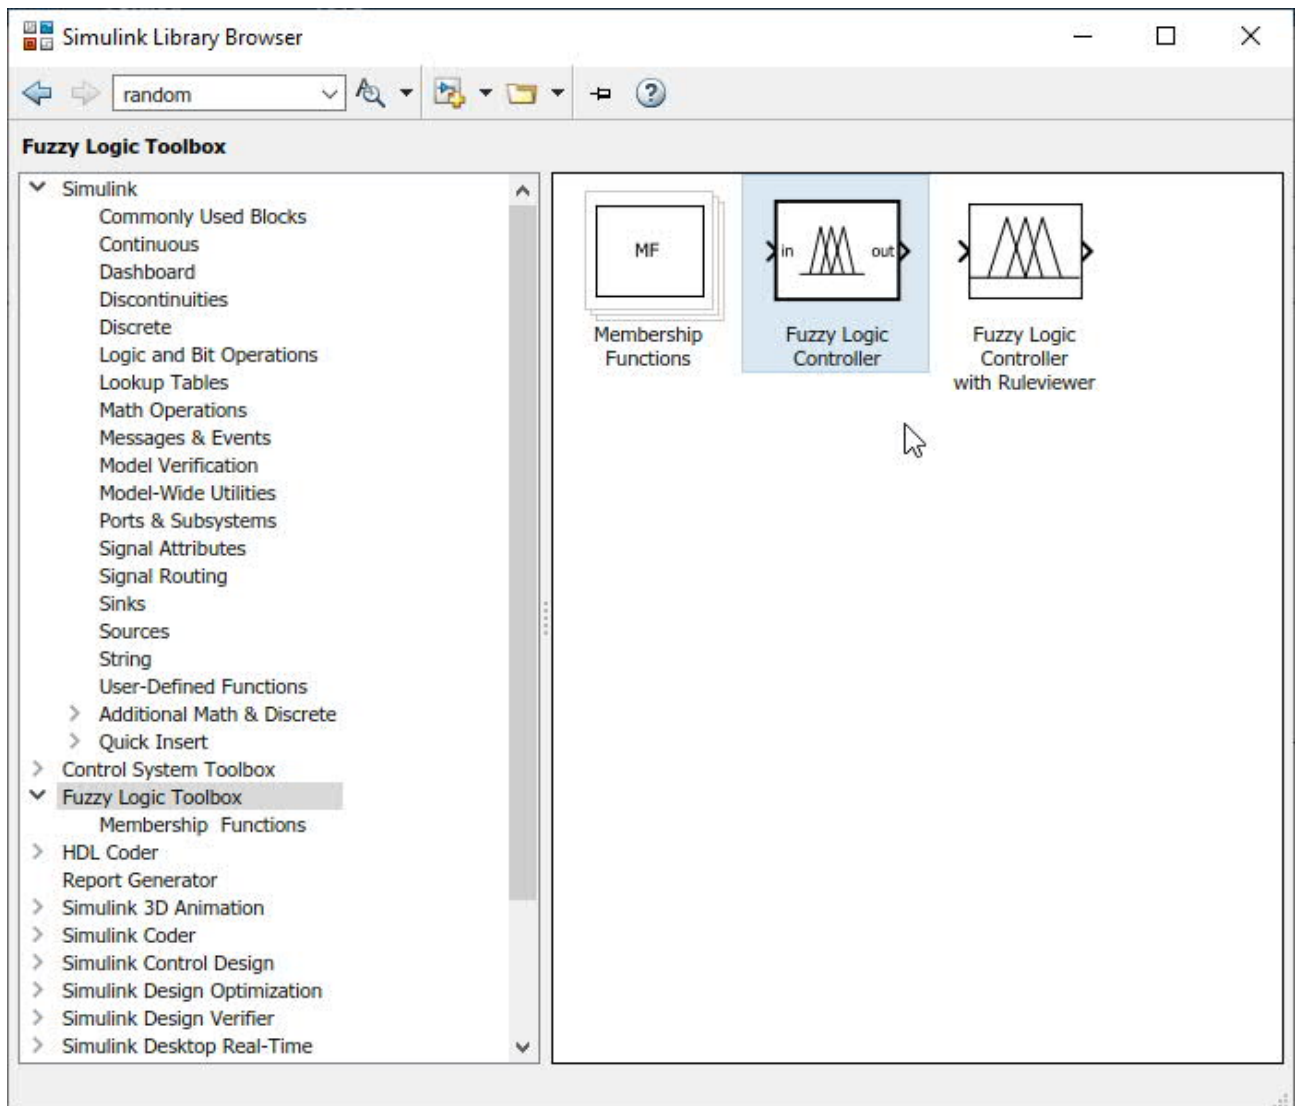 Simulink Library Browser
random
Fuzzy Logic Toolbox
Simulink
Commonly Used Blocks
Continuous
Dashboard
Discontinuities
Discrete
Logic and Bit Operations
Lookup Tables
Math Operations
Messages & Events
Model Verification
Model-Wide Utilities
Ports & Subsystems
Signal Attributes
Signal Routing
Sinks
Sources
String
User-Defined Functions
Additional Math & Discrete
Quick Insert
Control System Toolbox
Fuzzy Logic Toolbox
Membership Functions
HDL Coder
Report Generator
Simulink 3D Animation
Simulink Coder
Simulink Control Design
Simulink Design Optimization
Simulink Design Verifier
Simulink Desktop Real-Time
MF
Membership
Functions
in out
Fuzzy Logic
Controller
Fuzzy Logic
Controller
with Ruleviewer